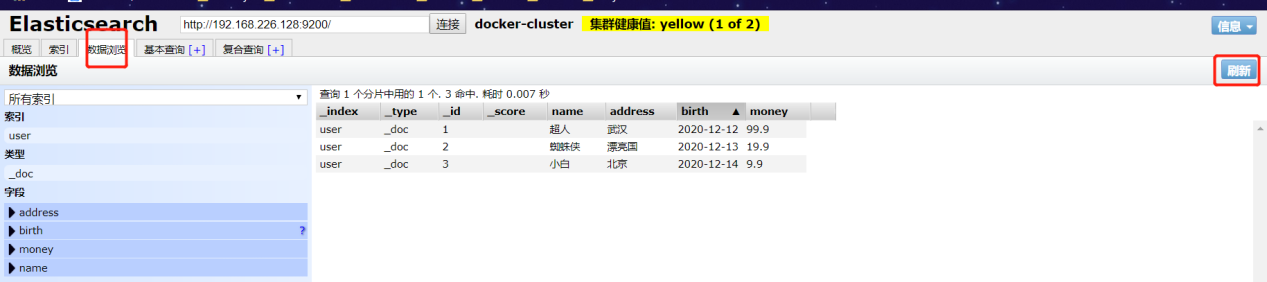 Elasticsearch http://192.168.226.128:9200/ 连接 docker-cluster 集群健康值: yellow (1 of 2) 信息
概览 索引 数据浏览 基本查询 [+] 复合查询 [+]
数据浏览 刷新
所有索引
索引
user
类型
_doc
字段
address
birth ?
money
name
查询 1 个分片中用的 1 个. 3 命中. 耗时 0.007 秒
_index _type _id _score name address birth ▲ money
user _doc 1 超人 武汉 2020-12-12 99.9
user _doc 2 蜘蛛侠 漂亮国 2020-12-13 19.9
user _doc 3 小白 北京 2020-12-14 9.9